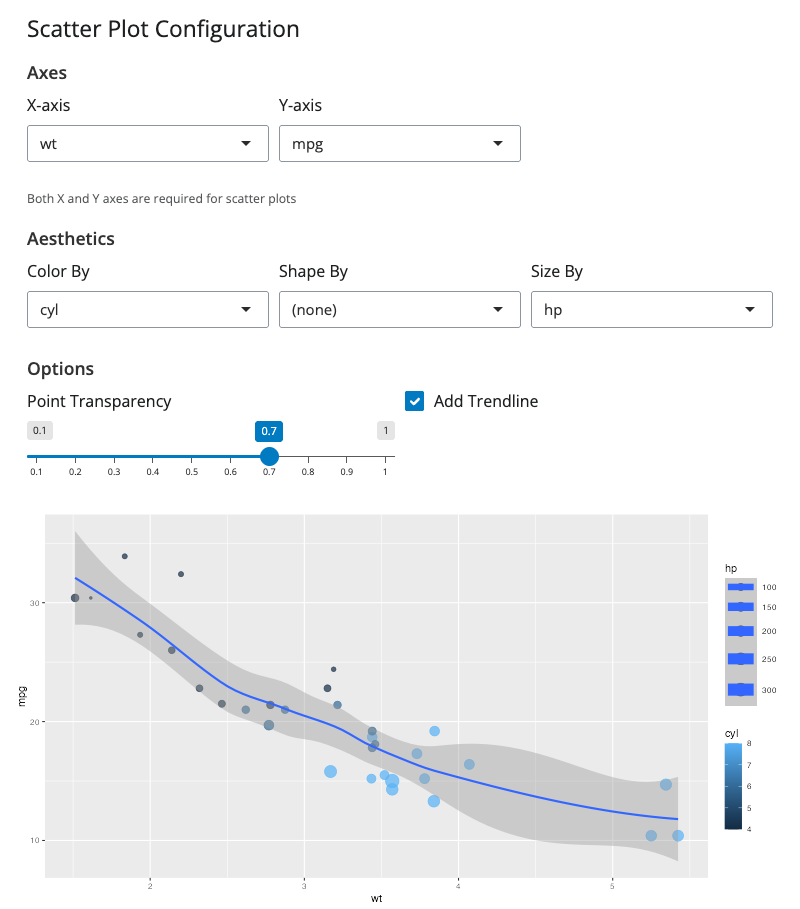 Scatter Plot Configuration
Axes
X-axis Y-axis
wt mpg
Both X and Y axes are required for scatter plots
Aesthetics
Color By Shape By Size By
cyl (none) hp
Options
Point Transparency Add Trendline
0.1 0.7 1
0.1 0.2 0.3 0.4 0.5 0.6 0.7 0.8 0.9 1
hp
100
150
200
250
300
cyl
8
7
6
5
4
mpg
30
20
10
2 3 4 5
wt